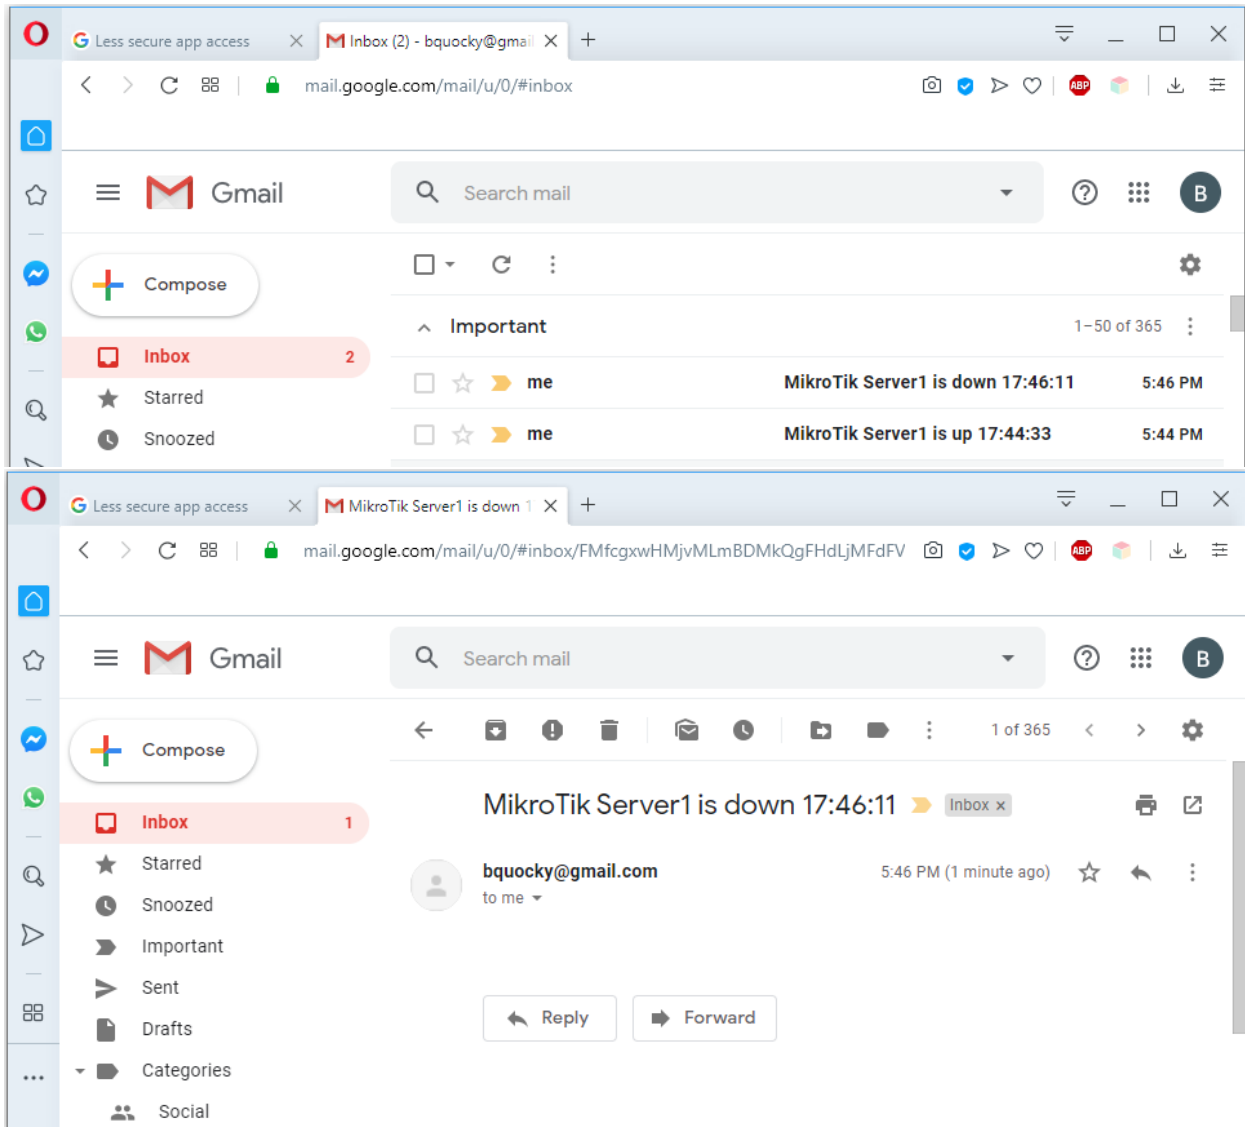 Less secure app access
Inbox (2) - bquocky@gmail
mail.google.com/mail/u/0/#inbox
ABP
Gmail
Search mail
B
Compose
Important
1–50 of 365
Inbox 2
me MikroTik Server1 is down 17:46:11 5:46 PM
Starred
me MikroTik Server1 is up 17:44:33 5:44 PM
Snoozed
Less secure app access
MikroTik Server1 is down 1
mail.google.com/mail/u/0/#inbox/FMfcgxwHMjvMLmBDMkQgFHdLjMFdFV
ABP
Gmail
Search mail
B
Compose
1 of 365
MikroTik Server1 is down 17:46:11 Inbox x
Inbox 1
Starred
bquocky@gmail.com 5:46 PM (1 minute ago)
to me
Snoozed
Important
Sent
Reply Forward
Drafts
Categories
Social